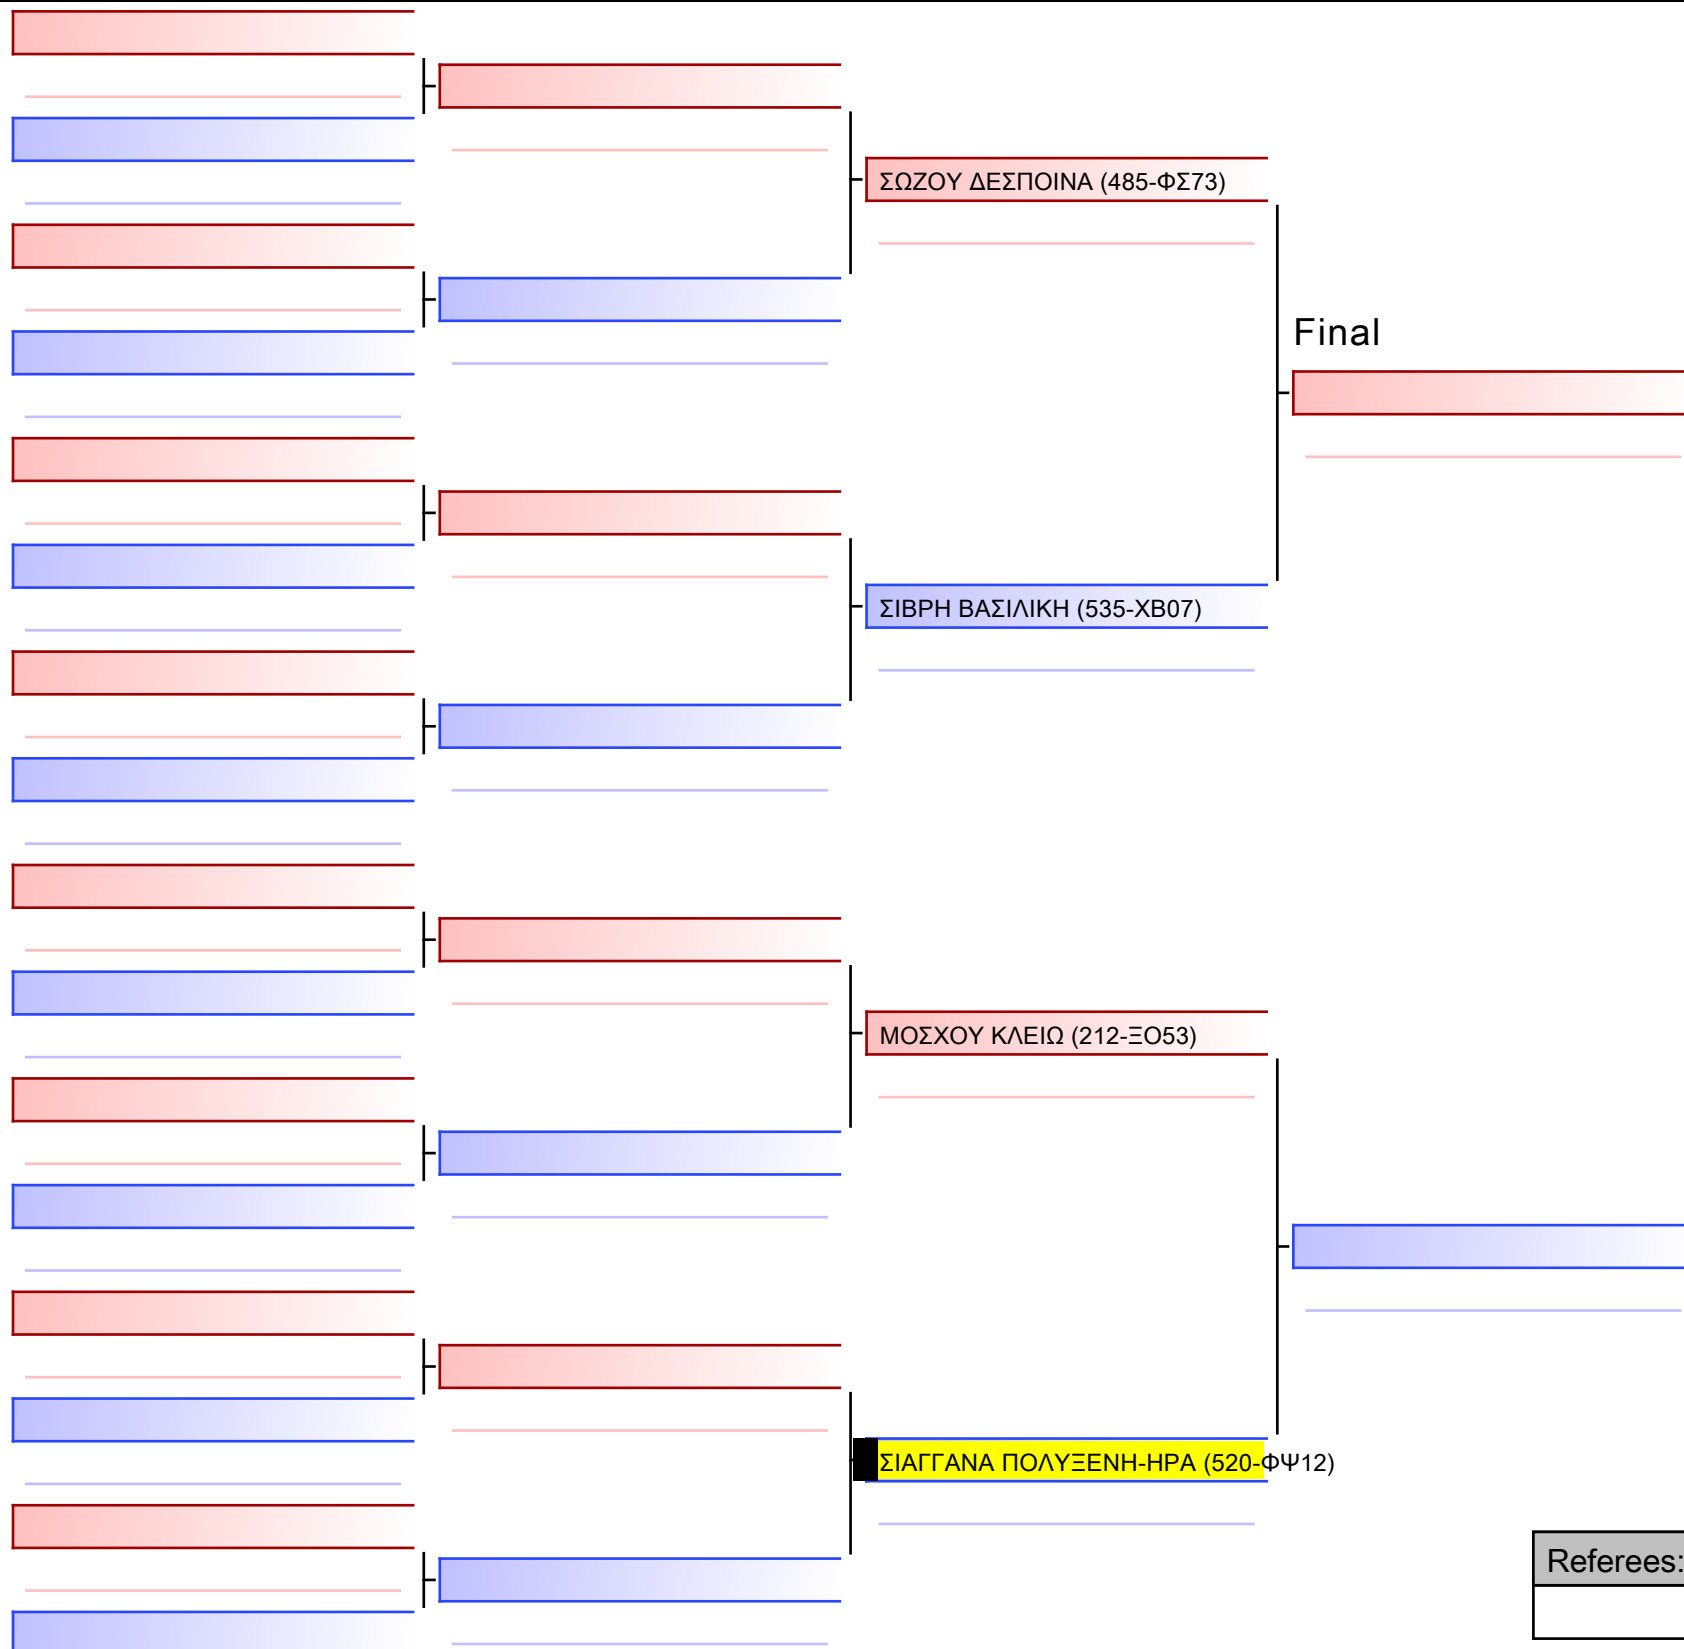 ΣΩΖΟΥ ΔΕΣΠΟΙΝΑ (485-ΦΣ73)
Final
ΣΙΒΡΗ ΒΑΣΙΛΙΚΗ (535-ΧΒ07)
ΜΟΣΧΟΥ ΚΛΕΙΩ (212-ΞΟ53)
ΣΙΑΓΓΑΝΑ ΠΟΛΥΞΕΝΗ-ΗΡΑ (520-ΦΨ12)
Referees: